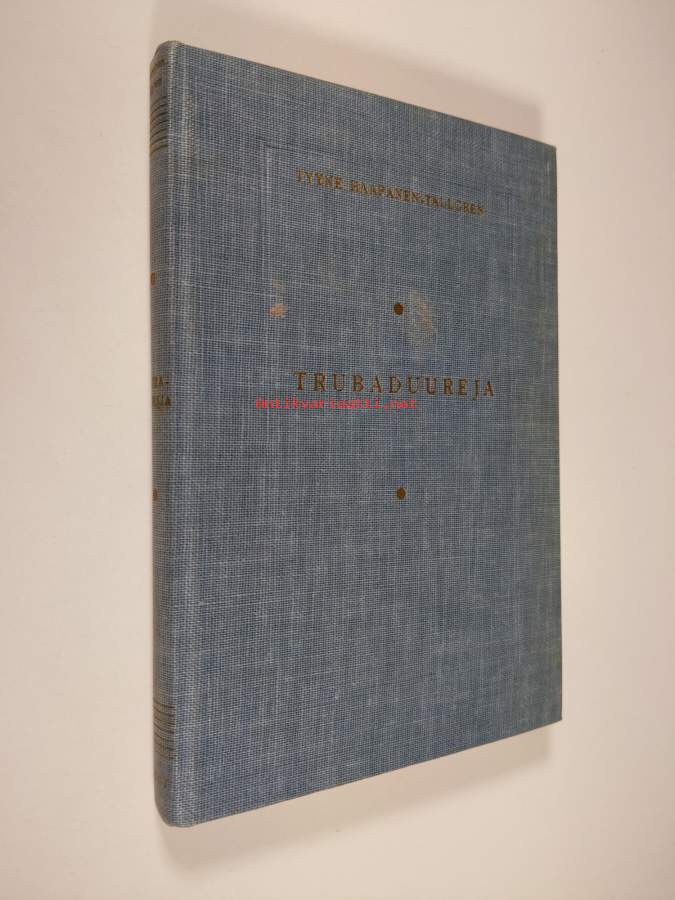 TYYNE HAAPANEN-TALLGREN
TRUBADUUREJA
antikvariaatti.net